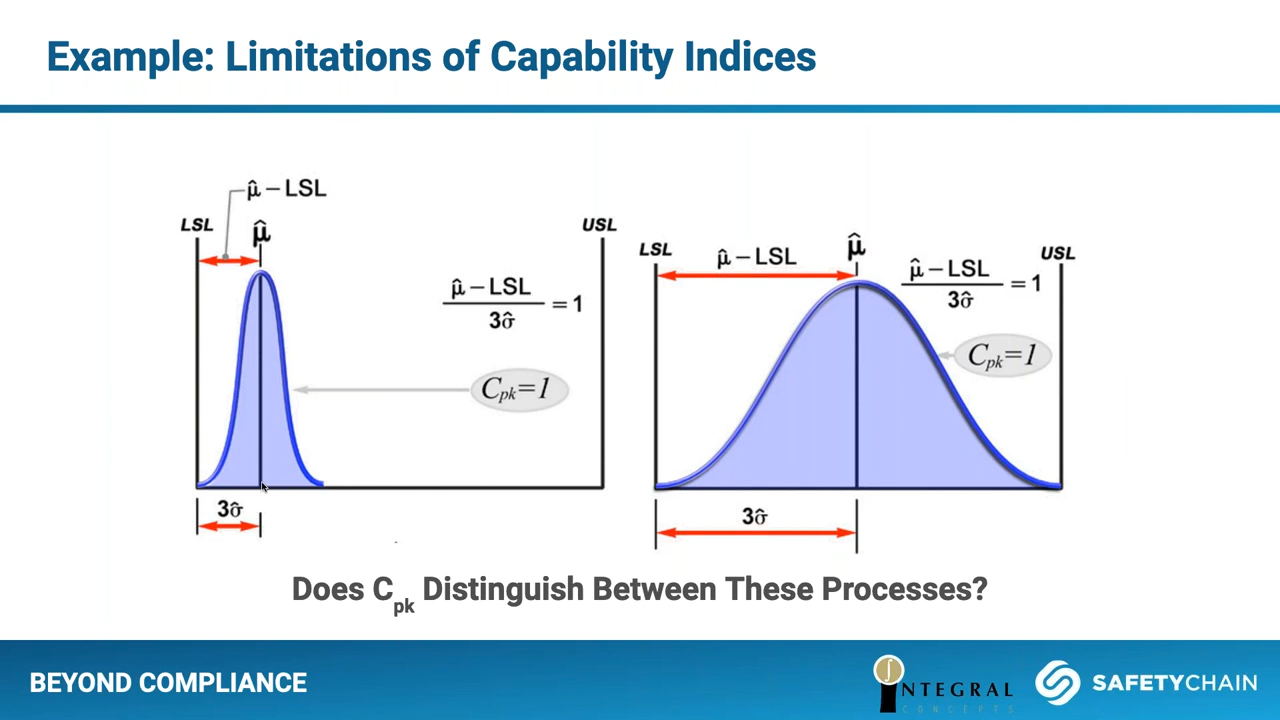 Example: Limitations of Capability Indices
μ̂ – LSL
LSL
μ̂
USL
μ̂ – LSL
3σ̂
= 1
Cpk=1
3σ̂
LSL
μ̂ – LSL
μ̂
USL
μ̂ – LSL
3σ̂
= 1
Cpk=1
3σ̂
Does Cpk Distinguish Between These Processes?
BEYOND COMPLIANCE
INTEGRAL
CONCEPTS
SAFETYCHAIN